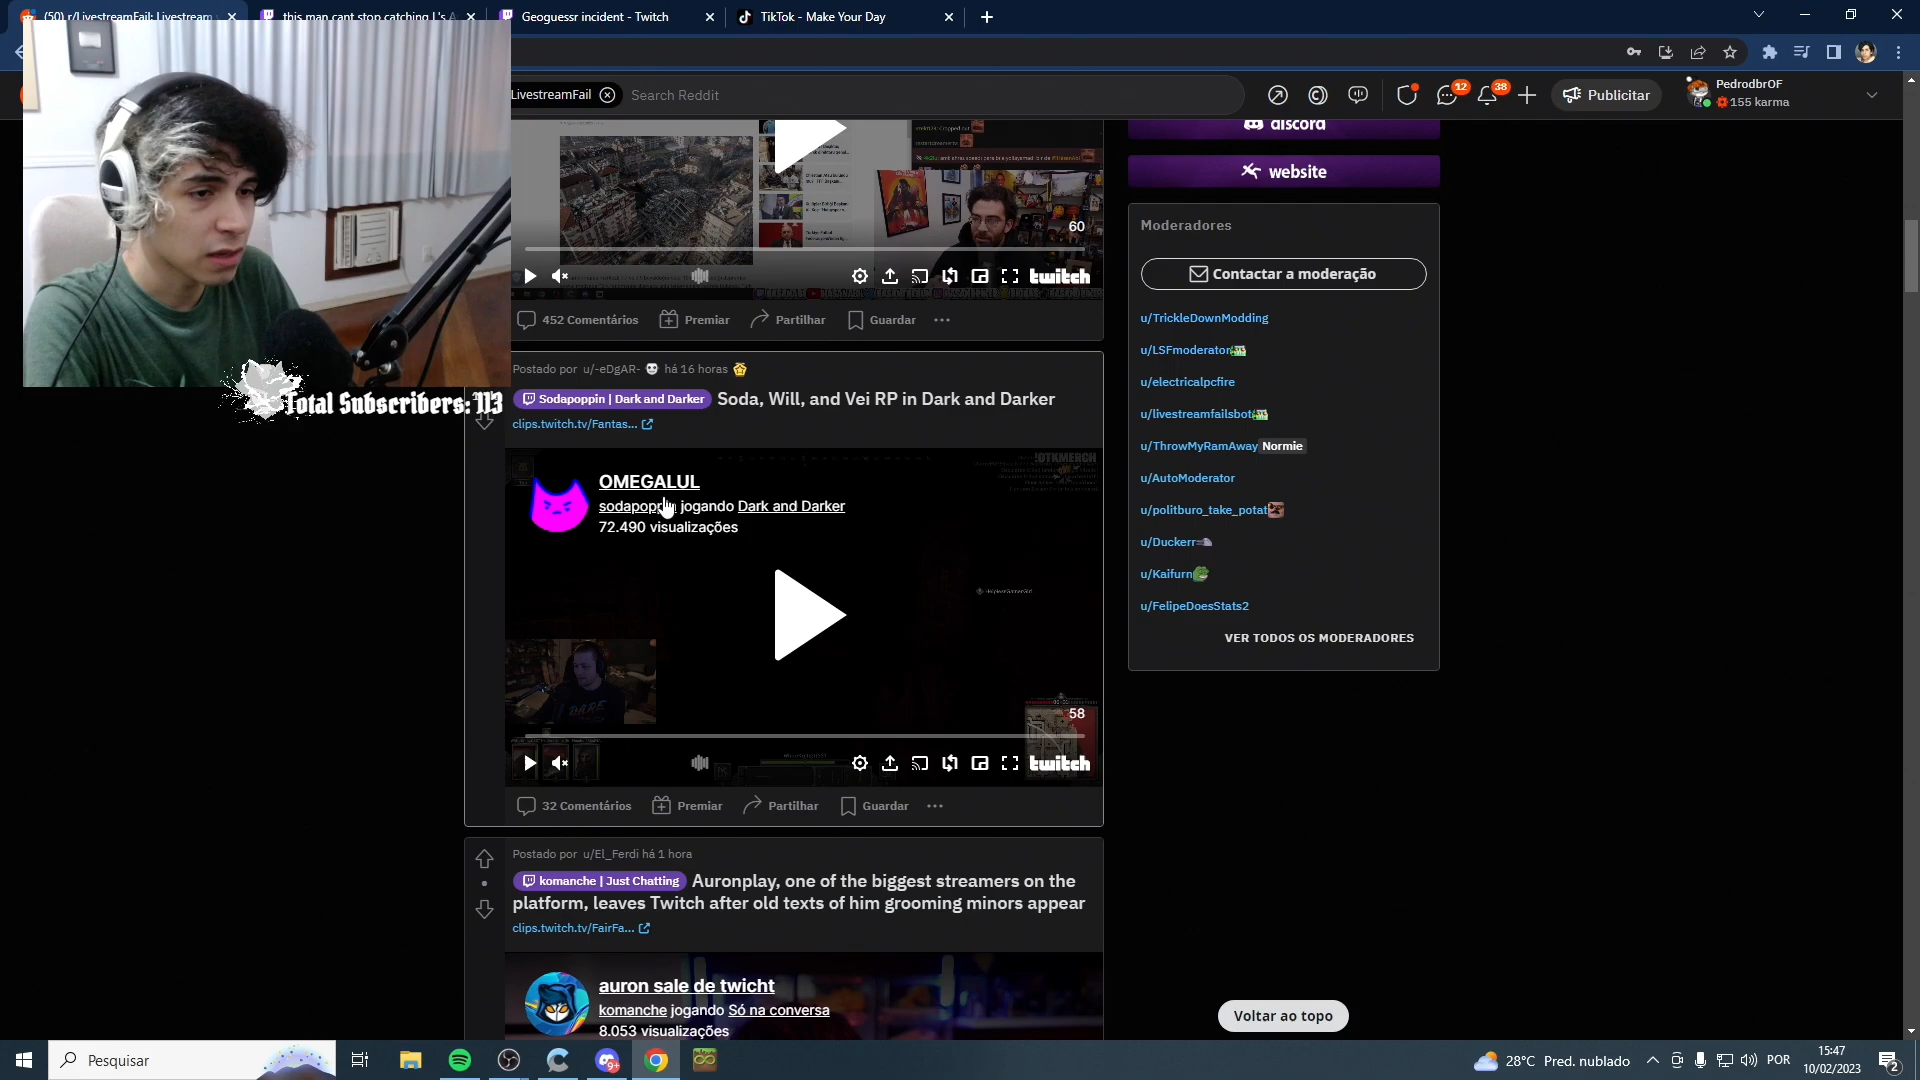 (50) r/LivestreamFail: Livestream
this man cant stop catching L's A
Geoguessr incident - Twitch
TikTok - Make Your Day
LivestreamFail
Search Reddit
12
38
Publicitar
PedrodbrOF
155 karma
discord
website
60
twitch
452 Comentários
Premiar
Partilhar
Guardar
Moderadores
Contactar a moderação
u/TrickleDownModding
u/LSFmoderator
u/electricalpcfire
u/livestreamfailsbot
u/ThrowMyRamAway Normie
u/AutoModerator
u/politburo_take_potat
u/Duckerr
u/Kaifurn
u/FelipeDoesStats2
VER TODOS OS MODERADORES
Total Subscribers: 113
Postado por u/-eDgAR- há 16 horas
Sodapoppin | Dark and Darker Soda, Will, and Vei RP in Dark and Darker
clips.twitch.tv/Fantas...
!OTKMERCH
OMEGALUL
sodapoppin jogando Dark and Darker
72.490 visualizações
DARE
58
twitch
32 Comentários
Premiar
Partilhar
Guardar
Postado por u/El_Ferdi há 1 hora
komanche | Just Chatting Auronplay, one of the biggest streamers on the
platform, leaves Twitch after old texts of him grooming minors appear
clips.twitch.tv/FairFa...
auron sale de twicht
komanche jogando Só na conversa
8.053 visualizações
Voltar ao topo
Pesquisar
9+
28°C Pred. nublado
POR
15:47
10/02/2023
2